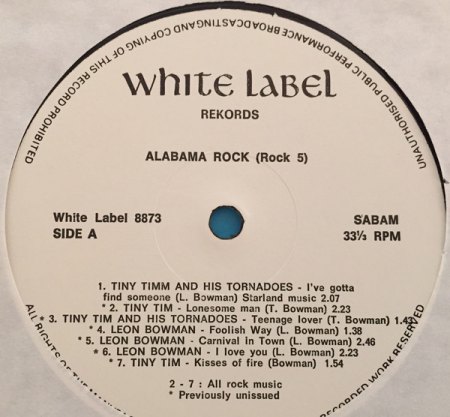 UNAUTHORISED PUBLIC PERFORMANCE BROADCASTING AND COPYING OF THIS RECORD PROHIBITED
WHITE LABEL
REKORDS
ALABAMA ROCK (Rock 5)
White Label 8873
SIDE A
SABAM
33⅓ RPM
1. TINY TIMM AND HIS TORNADOES - I've gotta
find someone (L. Bowman) Starland music 2.07
* 2. TINY TIM - Lonesome man (T. Bowman) 2.23
* 3. TINY TIM AND HIS TORNADOES - Teenage lover (T. Bowman) 1.43
* 4. LEON BOWMAN - Foolish Way (L. Bowman) 1.38
* 5. LEON BOWMAN - Carnival in Town (L. Bowman) 2.46
* 6. LEON BOWMAN - I love you (L. Bowman) 2.23
* 7. TINY TIM - Kisses of fire (Bowman) 1.54
2 - 7 : All rock music
* Previously unissued
ALL RIGHTS OF THE
RECORDED WORK RESERVED